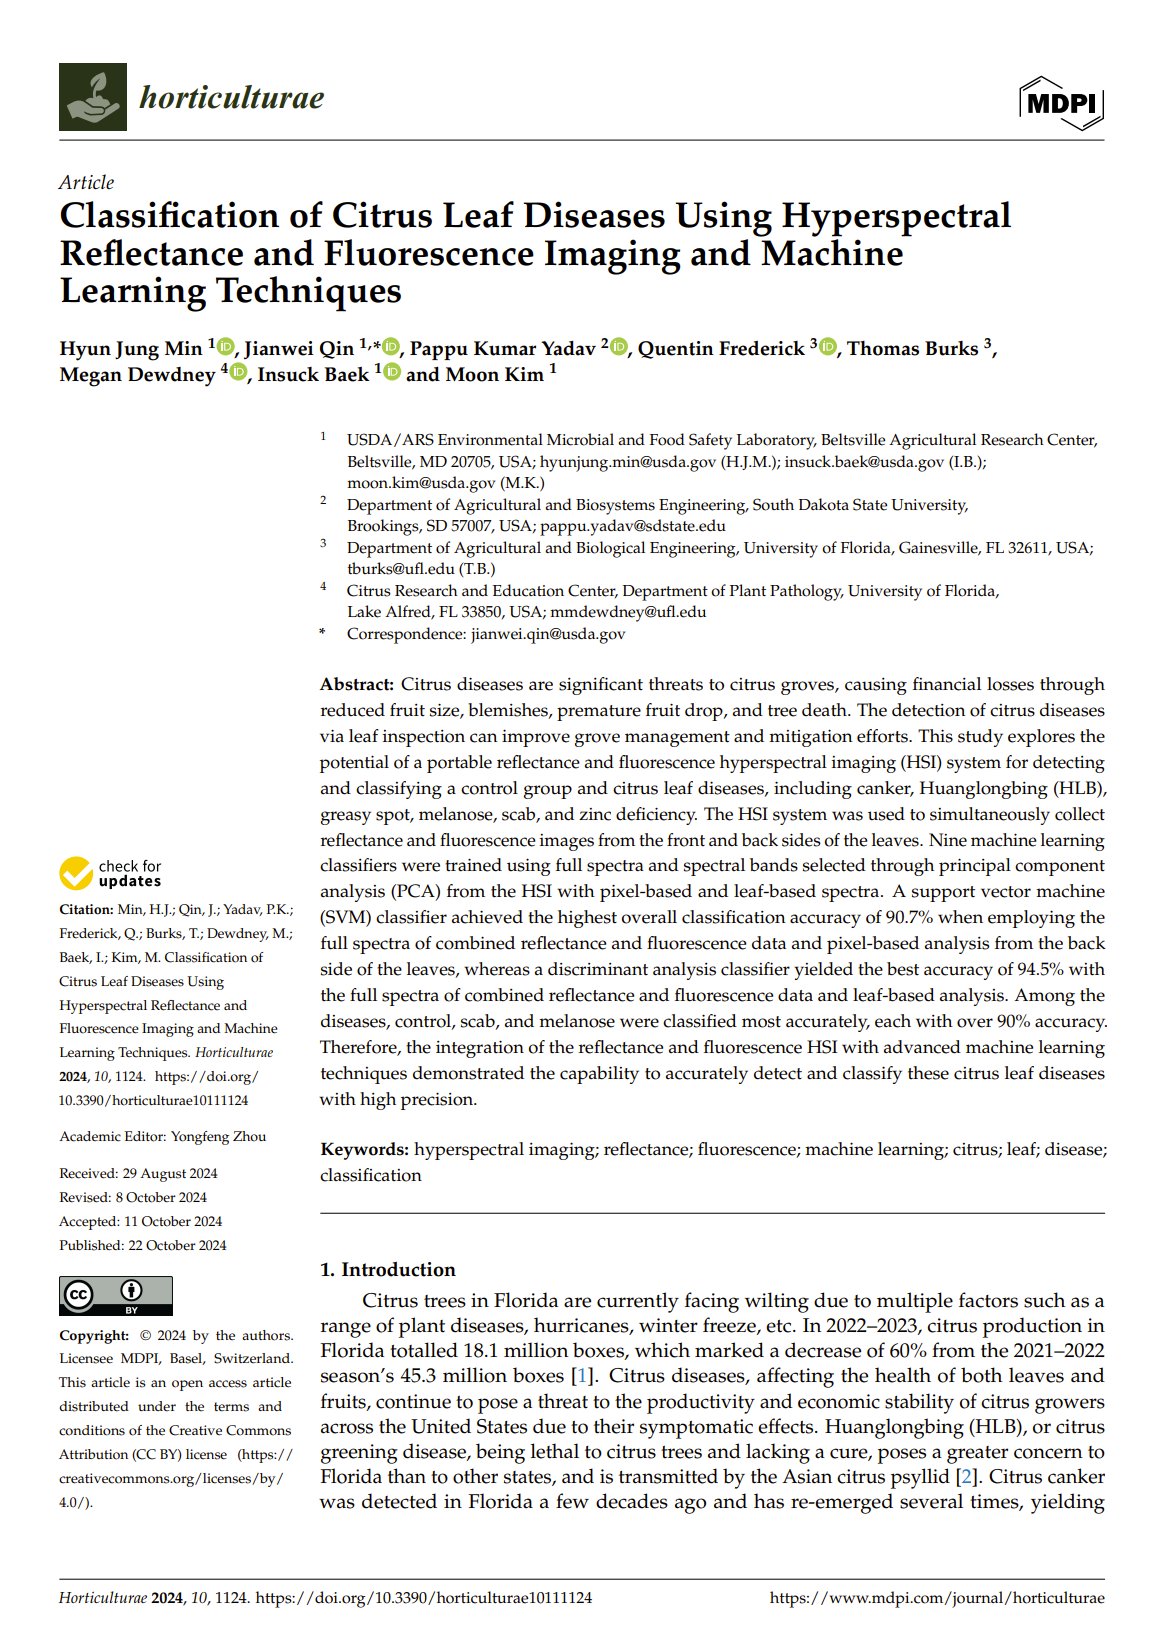 horticulturae
MDPI
Article
Classification of Citrus Leaf Diseases Using Hyperspectral
Reflectance and Fluorescence Imaging and Machine
Learning Techniques
Hyun Jung Min 1 iD, Jianwei Qin 1,* iD, Pappu Kumar Yadav 2 iD, Quentin Frederick 3 iD, Thomas Burks 3,
Megan Dewdney 4 iD, Insuck Baek 1 iD and Moon Kim 1
1 USDA/ARS Environmental Microbial and Food Safety Laboratory, Beltsville Agricultural Research Center,
Beltsville, MD 20705, USA; hyunjung.min@usda.gov (H.J.M.); insuck.baek@usda.gov (I.B.);
moon.kim@usda.gov (M.K.)
2 Department of Agricultural and Biosystems Engineering, South Dakota State University,
Brookings, SD 57007, USA; pappu.yadav@sdstate.edu
3 Department of Agricultural and Biological Engineering, University of Florida, Gainesville, FL 32611, USA;
tburks@ufl.edu (T.B.)
4 Citrus Research and Education Center, Department of Plant Pathology, University of Florida,
Lake Alfred, FL 33850, USA; mmdewdney@ufl.edu
* Correspondence: jianwei.qin@usda.gov
Abstract: Citrus diseases are significant threats to citrus groves, causing financial losses through
reduced fruit size, blemishes, premature fruit drop, and tree death. The detection of citrus diseases
via leaf inspection can improve grove management and mitigation efforts. This study explores the
potential of a portable reflectance and fluorescence hyperspectral imaging (HSI) system for detecting
and classifying a control group and citrus leaf diseases, including canker, Huanglongbing (HLB),
greasy spot, melanose, scab, and zinc deficiency. The HSI system was used to simultaneously collect
reflectance and fluorescence images from the front and back sides of the leaves. Nine machine learning
classifiers were trained using full spectra and spectral bands selected through principal component
analysis (PCA) from the HSI with pixel-based and leaf-based spectra. A support vector machine
(SVM) classifier achieved the highest overall classification accuracy of 90.7% when employing the
full spectra of combined reflectance and fluorescence data and pixel-based analysis from the back
side of the leaves, whereas a discriminant analysis classifier yielded the best accuracy of 94.5% with
the full spectra of combined reflectance and fluorescence data and leaf-based analysis. Among the
diseases, control, scab, and melanose were classified most accurately, each with over 90% accuracy.
Therefore, the integration of the reflectance and fluorescence HSI with advanced machine learning
techniques demonstrated the capability to accurately detect and classify these citrus leaf diseases
with high precision.
Keywords: hyperspectral imaging; reflectance; fluorescence; machine learning; citrus; leaf; disease;
classification
check for
updates
Citation: Min, H.J.; Qin, J.; Yadav, P.K.;
Frederick, Q.; Burks, T.; Dewdney, M.;
Baek, I.; Kim, M. Classification of
Citrus Leaf Diseases Using
Hyperspectral Reflectance and
Fluorescence Imaging and Machine
Learning Techniques. Horticulturae
2024, 10, 1124. https://doi.org/
10.3390/horticulturae10111124
Academic Editor: Yongfeng Zhou
Received: 29 August 2024
Revised: 8 October 2024
Accepted: 11 October 2024
Published: 22 October 2024
cc BY
Copyright: © 2024 by the authors.
Licensee MDPI, Basel, Switzerland.
This article is an open access article
distributed under the terms and
conditions of the Creative Commons
Attribution (CC BY) license (https://
creativecommons.org/licenses/by/
4.0/).
1. Introduction
Citrus trees in Florida are currently facing wilting due to multiple factors such as a
range of plant diseases, hurricanes, winter freeze, etc. In 2022–2023, citrus production in
Florida totalled 18.1 million boxes, which marked a decrease of 60% from the 2021–2022
season's 45.3 million boxes [1]. Citrus diseases, affecting the health of both leaves and
fruits, continue to pose a threat to the productivity and economic stability of citrus growers
across the United States due to their symptomatic effects. Huanglongbing (HLB), or citrus
greening disease, being lethal to citrus trees and lacking a cure, poses a greater concern to
Florida than to other states, and is transmitted by the Asian citrus psyllid [2]. Citrus canker
was detected in Florida a few decades ago and has re-emerged several times, yielding
Horticulturae 2024, 10, 1124. https://doi.org/10.3390/horticulturae10111124
https://www.mdpi.com/journal/horticulturae